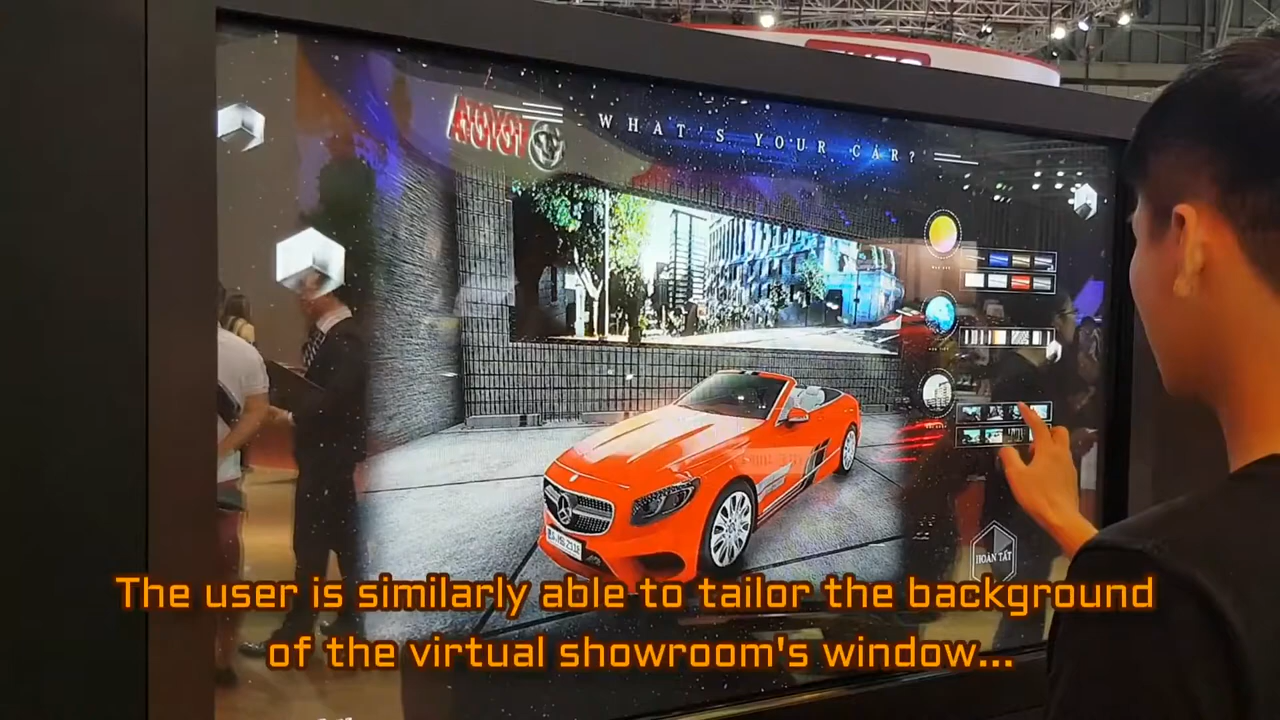 WHAT'S YOUR CAR?
HOÀN TẤT
The user is similarly able to tailor the background
of the virtual showroom's window...